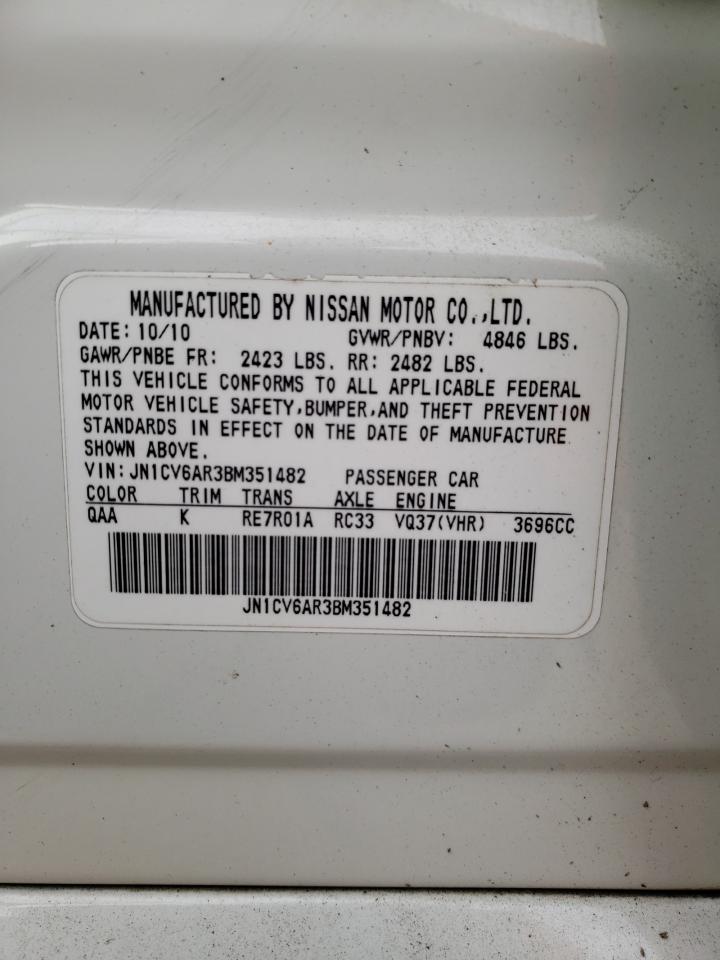 MANUFACTURED BY NISSAN MOTOR CO.,LTD.
DATE: 10/10 GVWR/PNBV: 4846 LBS.
GAWR/PNBE FR: 2423 LBS. RR: 2482 LBS.
THIS VEHICLE CONFORMS TO ALL APPLICABLE FEDERAL
MOTOR VEHICLE SAFETY,BUMPER,AND THEFT PREVENTION
STANDARDS IN EFFECT ON THE DATE OF MANUFACTURE
SHOWN ABOVE.
VIN: JN1CV6AR3BM351482 PASSENGER CAR
COLOR TRIM TRANS AXLE ENGINE
QAA K RE7R01A RC33 VQ37(VHR) 3696CC
JN1CV6AR3BM351482